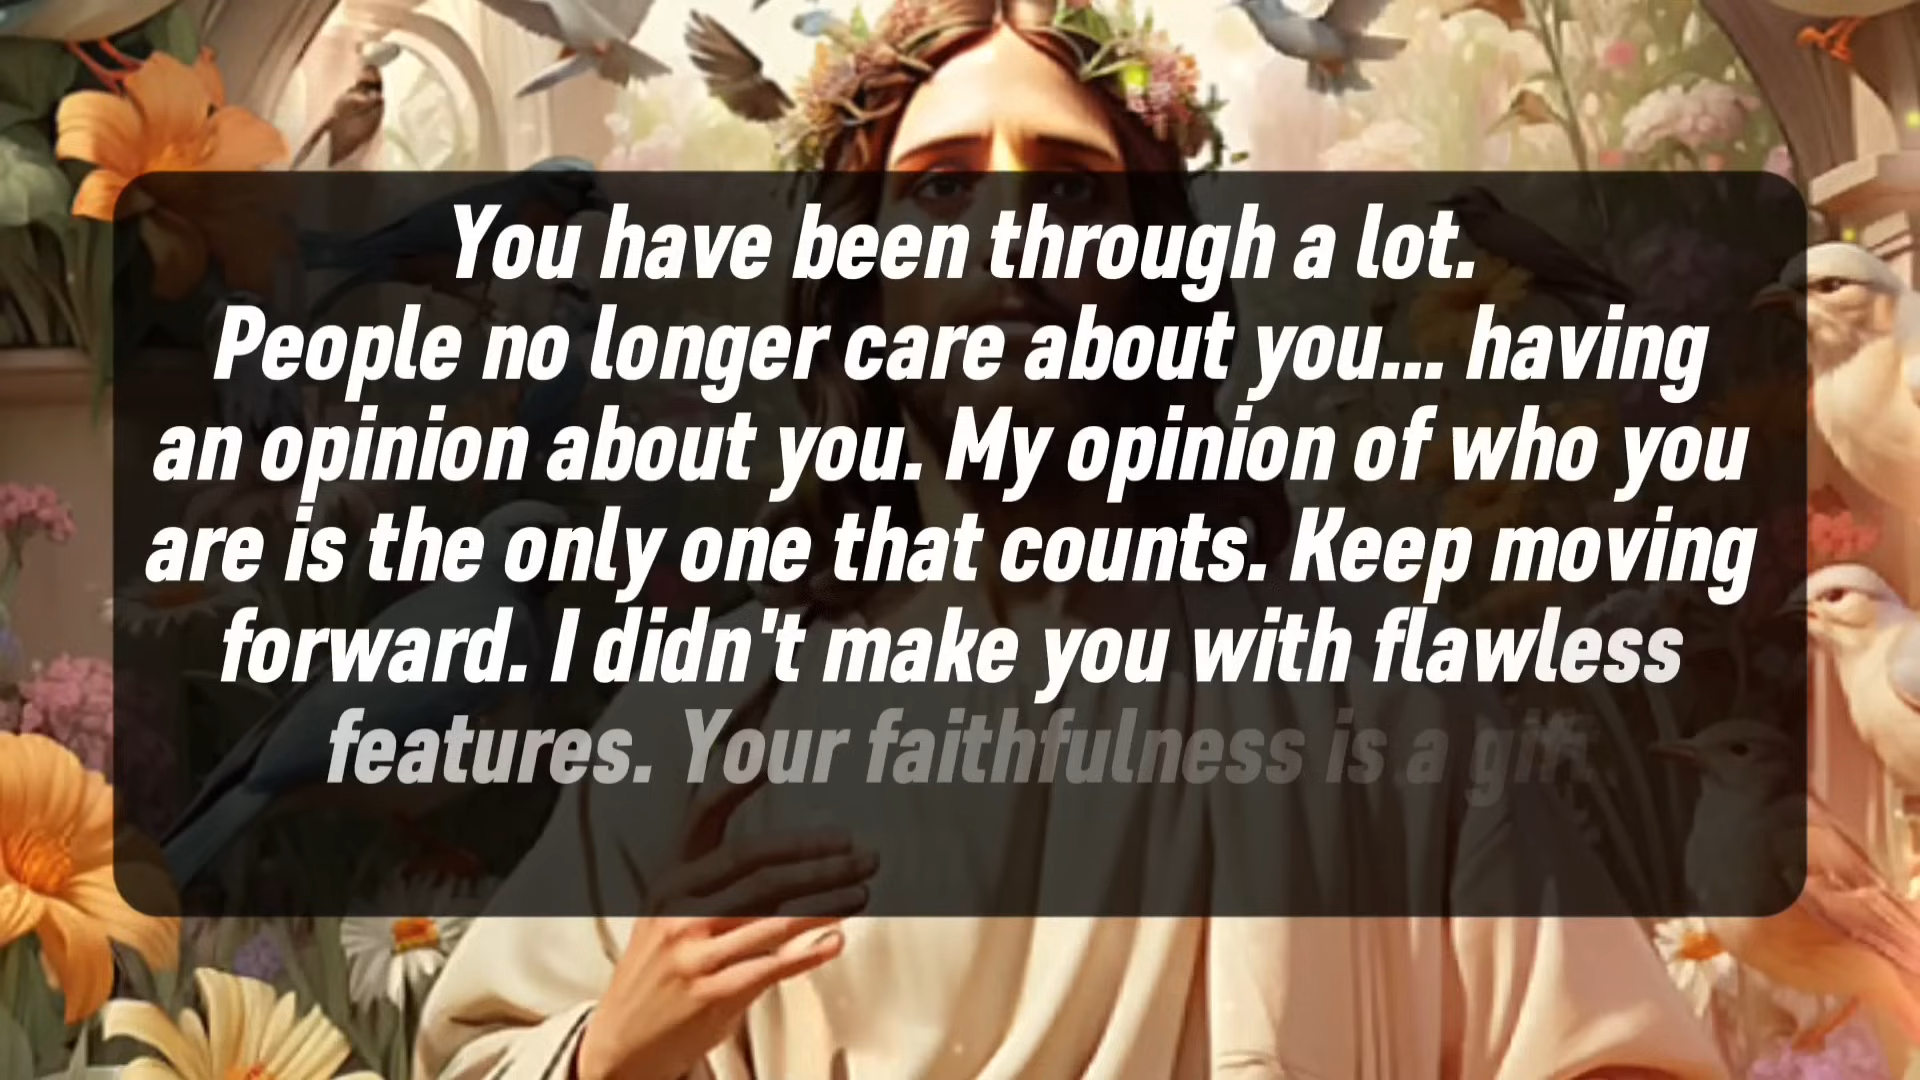 You have been through a lot.
People no longer care about you... having
an opinion about you. My opinion of who you
are is the only one that counts. Keep moving
forward. I didn't make you with flawless
features. Your faithfulness is a gift